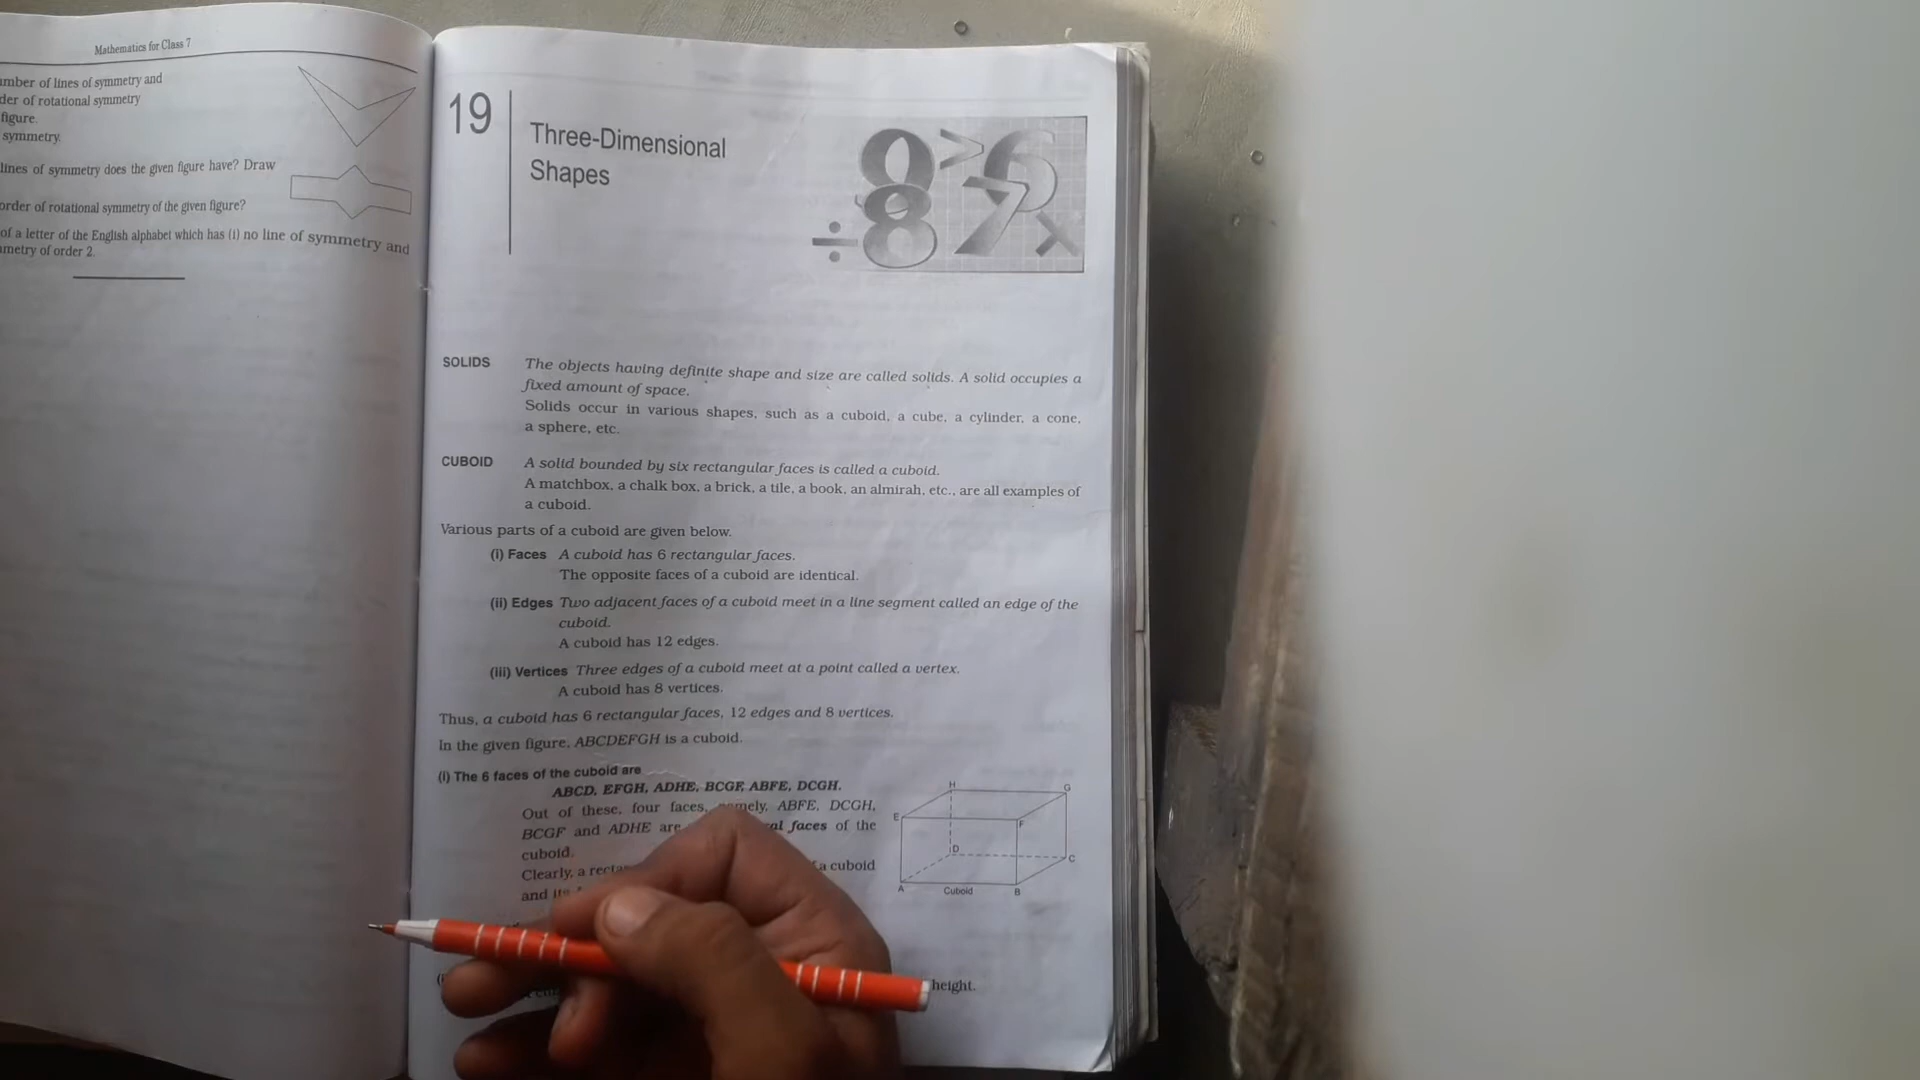 Mathematics for Class 7
mber of lines of symmetry and
der of rotational symmetry
figure.
symmetry.
lines of symmetry does the given figure have? Draw
order of rotational symmetry of the given figure?
of a letter of the English alphabet which has (i) no line of symmetry and
metry of order 2.
19
Three-Dimensional
Shapes
SOLIDS The objects having definite shape and size are called solids. A solid occupies a
fixed amount of space.
Solids occur in various shapes, such as a cuboid, a cube, a cylinder, a cone,
a sphere, etc.
CUBOID A solid bounded by six rectangular faces is called a cuboid.
A matchbox, a chalk box, a brick, a tile, a book, an almirah, etc., are all examples of
a cuboid.
Various parts of a cuboid are given below.
(i) Faces A cuboid has 6 rectangular faces.
The opposite faces of a cuboid are identical.
(ii) Edges Two adjacent faces of a cuboid meet in a line segment called an edge of the
cuboid.
A cuboid has 12 edges.
(iii) Vertices Three edges of a cuboid meet at a point called a vertex.
A cuboid has 8 vertices.
Thus, a cuboid has 6 rectangular faces, 12 edges and 8 vertices.
In the given figure, ABCDEFGH is a cuboid.
(i) The 6 faces of the cuboid are
ABCD, EFGH, ADHE, BCGF, ABFE, DCGH.
Out of these, four faces, mely, ABFE, DCGH,
BCGF and ADHE are al faces of the
cuboid.
Clearly, a recta a cuboid
and its
height.
H
G
E
F
D
C
A
Cuboid
B